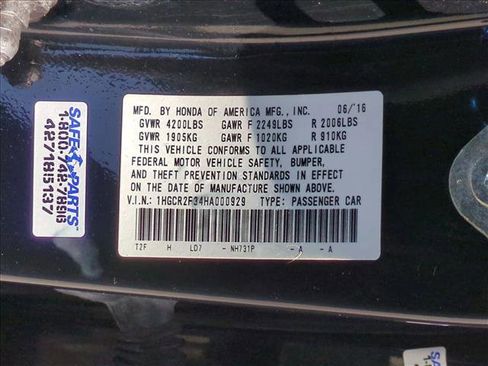 MFD. BY HONDA OF AMERICA MFG., INC. 06/16
GVWR 4200LBS GAWR F 2249LBS R 2006LBS
GVWR 1905KG GAWR F 1020KG R 910KG
THIS VEHICLE CONFORMS TO ALL APPLICABLE
FEDERAL MOTOR VEHICLE SAFETY, BUMPER,
AND THEFT PREVENTION STANDARDS IN EFFECT
ON THE DATE OF MANUFACTURE SHOWN ABOVE.
V.I.N.: 1HGCR2F34HA000929 TYPE: PASSENGER CAR
T2F H LD7 - NH731P - A - A
SAFE PARTS
1-800-742-7896
427185137
SA